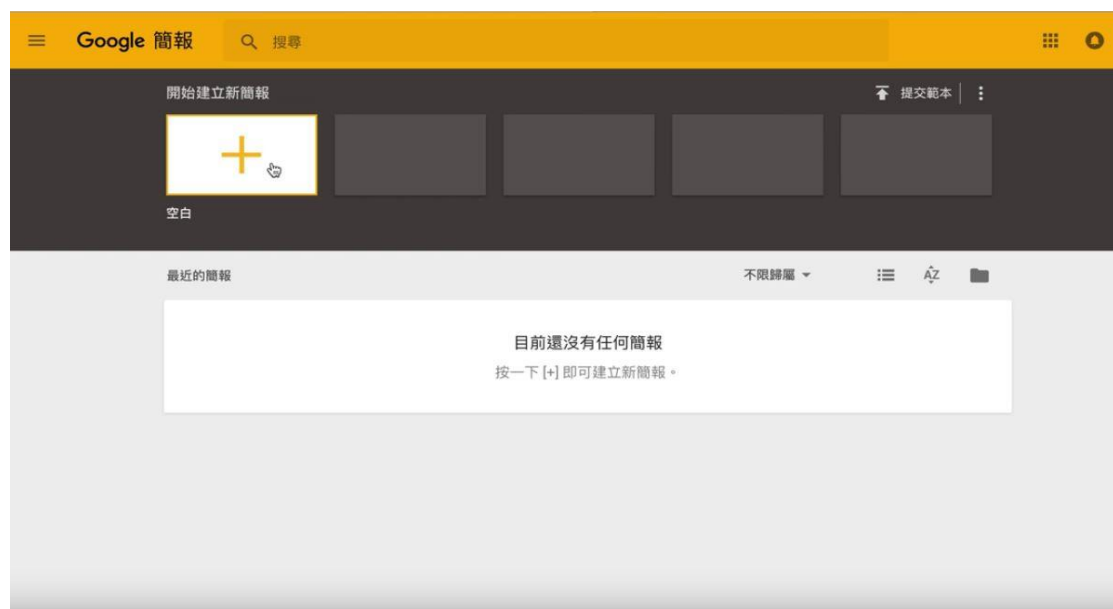 Google 簡報
搜尋
開始建立新簡報
提交範本
空白
最近的簡報
不限歸屬
AZ
目前還沒有任何簡報
按一下 [+] 即可建立新簡報。